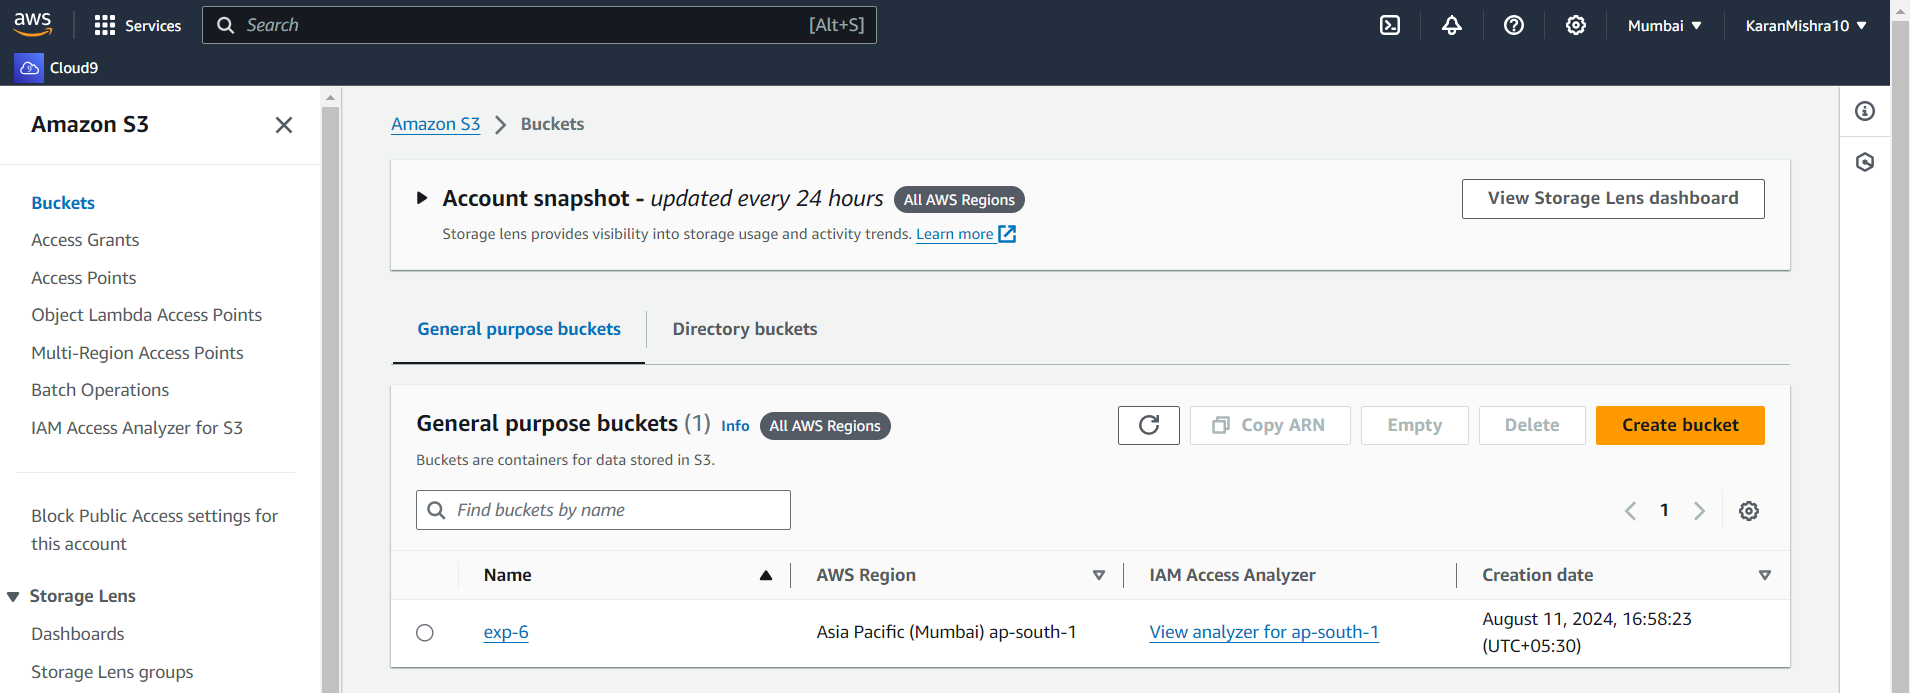 aws
Services
Search
[Alt+S]
Mumbai
KaranMishra10
Cloud9
Amazon S3
Buckets
Access Grants
Access Points
Object Lambda Access Points
Multi-Region Access Points
Batch Operations
IAM Access Analyzer for S3
Block Public Access settings for
this account
Storage Lens
Dashboards
Storage Lens groups
Amazon S3
Buckets
Account snapshot - updated every 24 hours
All AWS Regions
View Storage Lens dashboard
Storage lens provides visibility into storage usage and activity trends. Learn more
General purpose buckets
Directory buckets
General purpose buckets (1)
Info
All AWS Regions
Copy ARN
Empty
Delete
Create bucket
Buckets are containers for data stored in S3.
Find buckets by name
1
Name
AWS Region
IAM Access Analyzer
Creation date
exp-6
Asia Pacific (Mumbai) ap-south-1
View analyzer for ap-south-1
August 11, 2024, 16:58:23
(UTC+05:30)